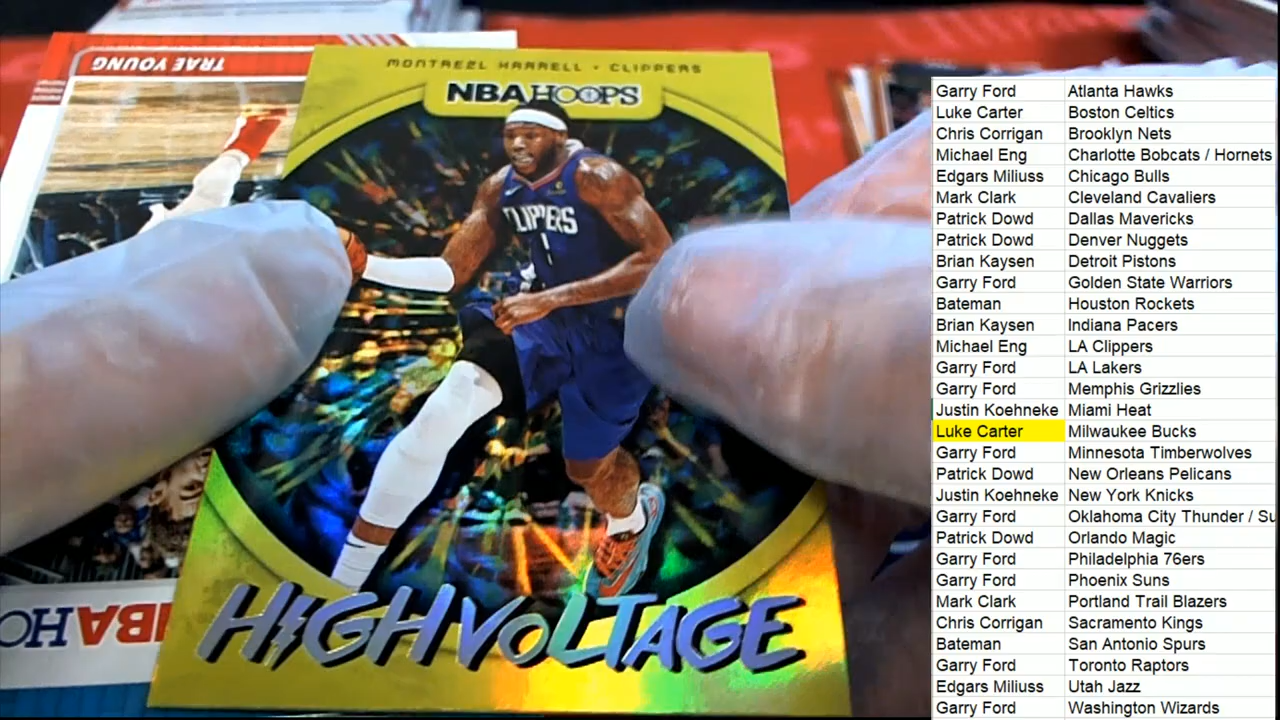 TRAE YOUNG
MONTREZL HARRELL • CLIPPERS
NBA HOOPS
CLIPPERS
1
HIGH VOLTAGE
NBA HO
Garry Ford Atlanta Hawks
Luke Carter Boston Celtics
Chris Corrigan Brooklyn Nets
Michael Eng Charlotte Bobcats / Hornets
Edgars Miliuss Chicago Bulls
Mark Clark Cleveland Cavaliers
Patrick Dowd Dallas Mavericks
Patrick Dowd Denver Nuggets
Brian Kaysen Detroit Pistons
Garry Ford Golden State Warriors
Bateman Houston Rockets
Brian Kaysen Indiana Pacers
Michael Eng LA Clippers
Garry Ford LA Lakers
Garry Ford Memphis Grizzlies
Justin Koehneke Miami Heat
Luke Carter Milwaukee Bucks
Garry Ford Minnesota Timberwolves
Patrick Dowd New Orleans Pelicans
Justin Koehneke New York Knicks
Garry Ford Oklahoma City Thunder / Su
Patrick Dowd Orlando Magic
Garry Ford Philadelphia 76ers
Garry Ford Phoenix Suns
Mark Clark Portland Trail Blazers
Chris Corrigan Sacramento Kings
Bateman San Antonio Spurs
Garry Ford Toronto Raptors
Edgars Miliuss Utah Jazz
Garry Ford Washington Wizards